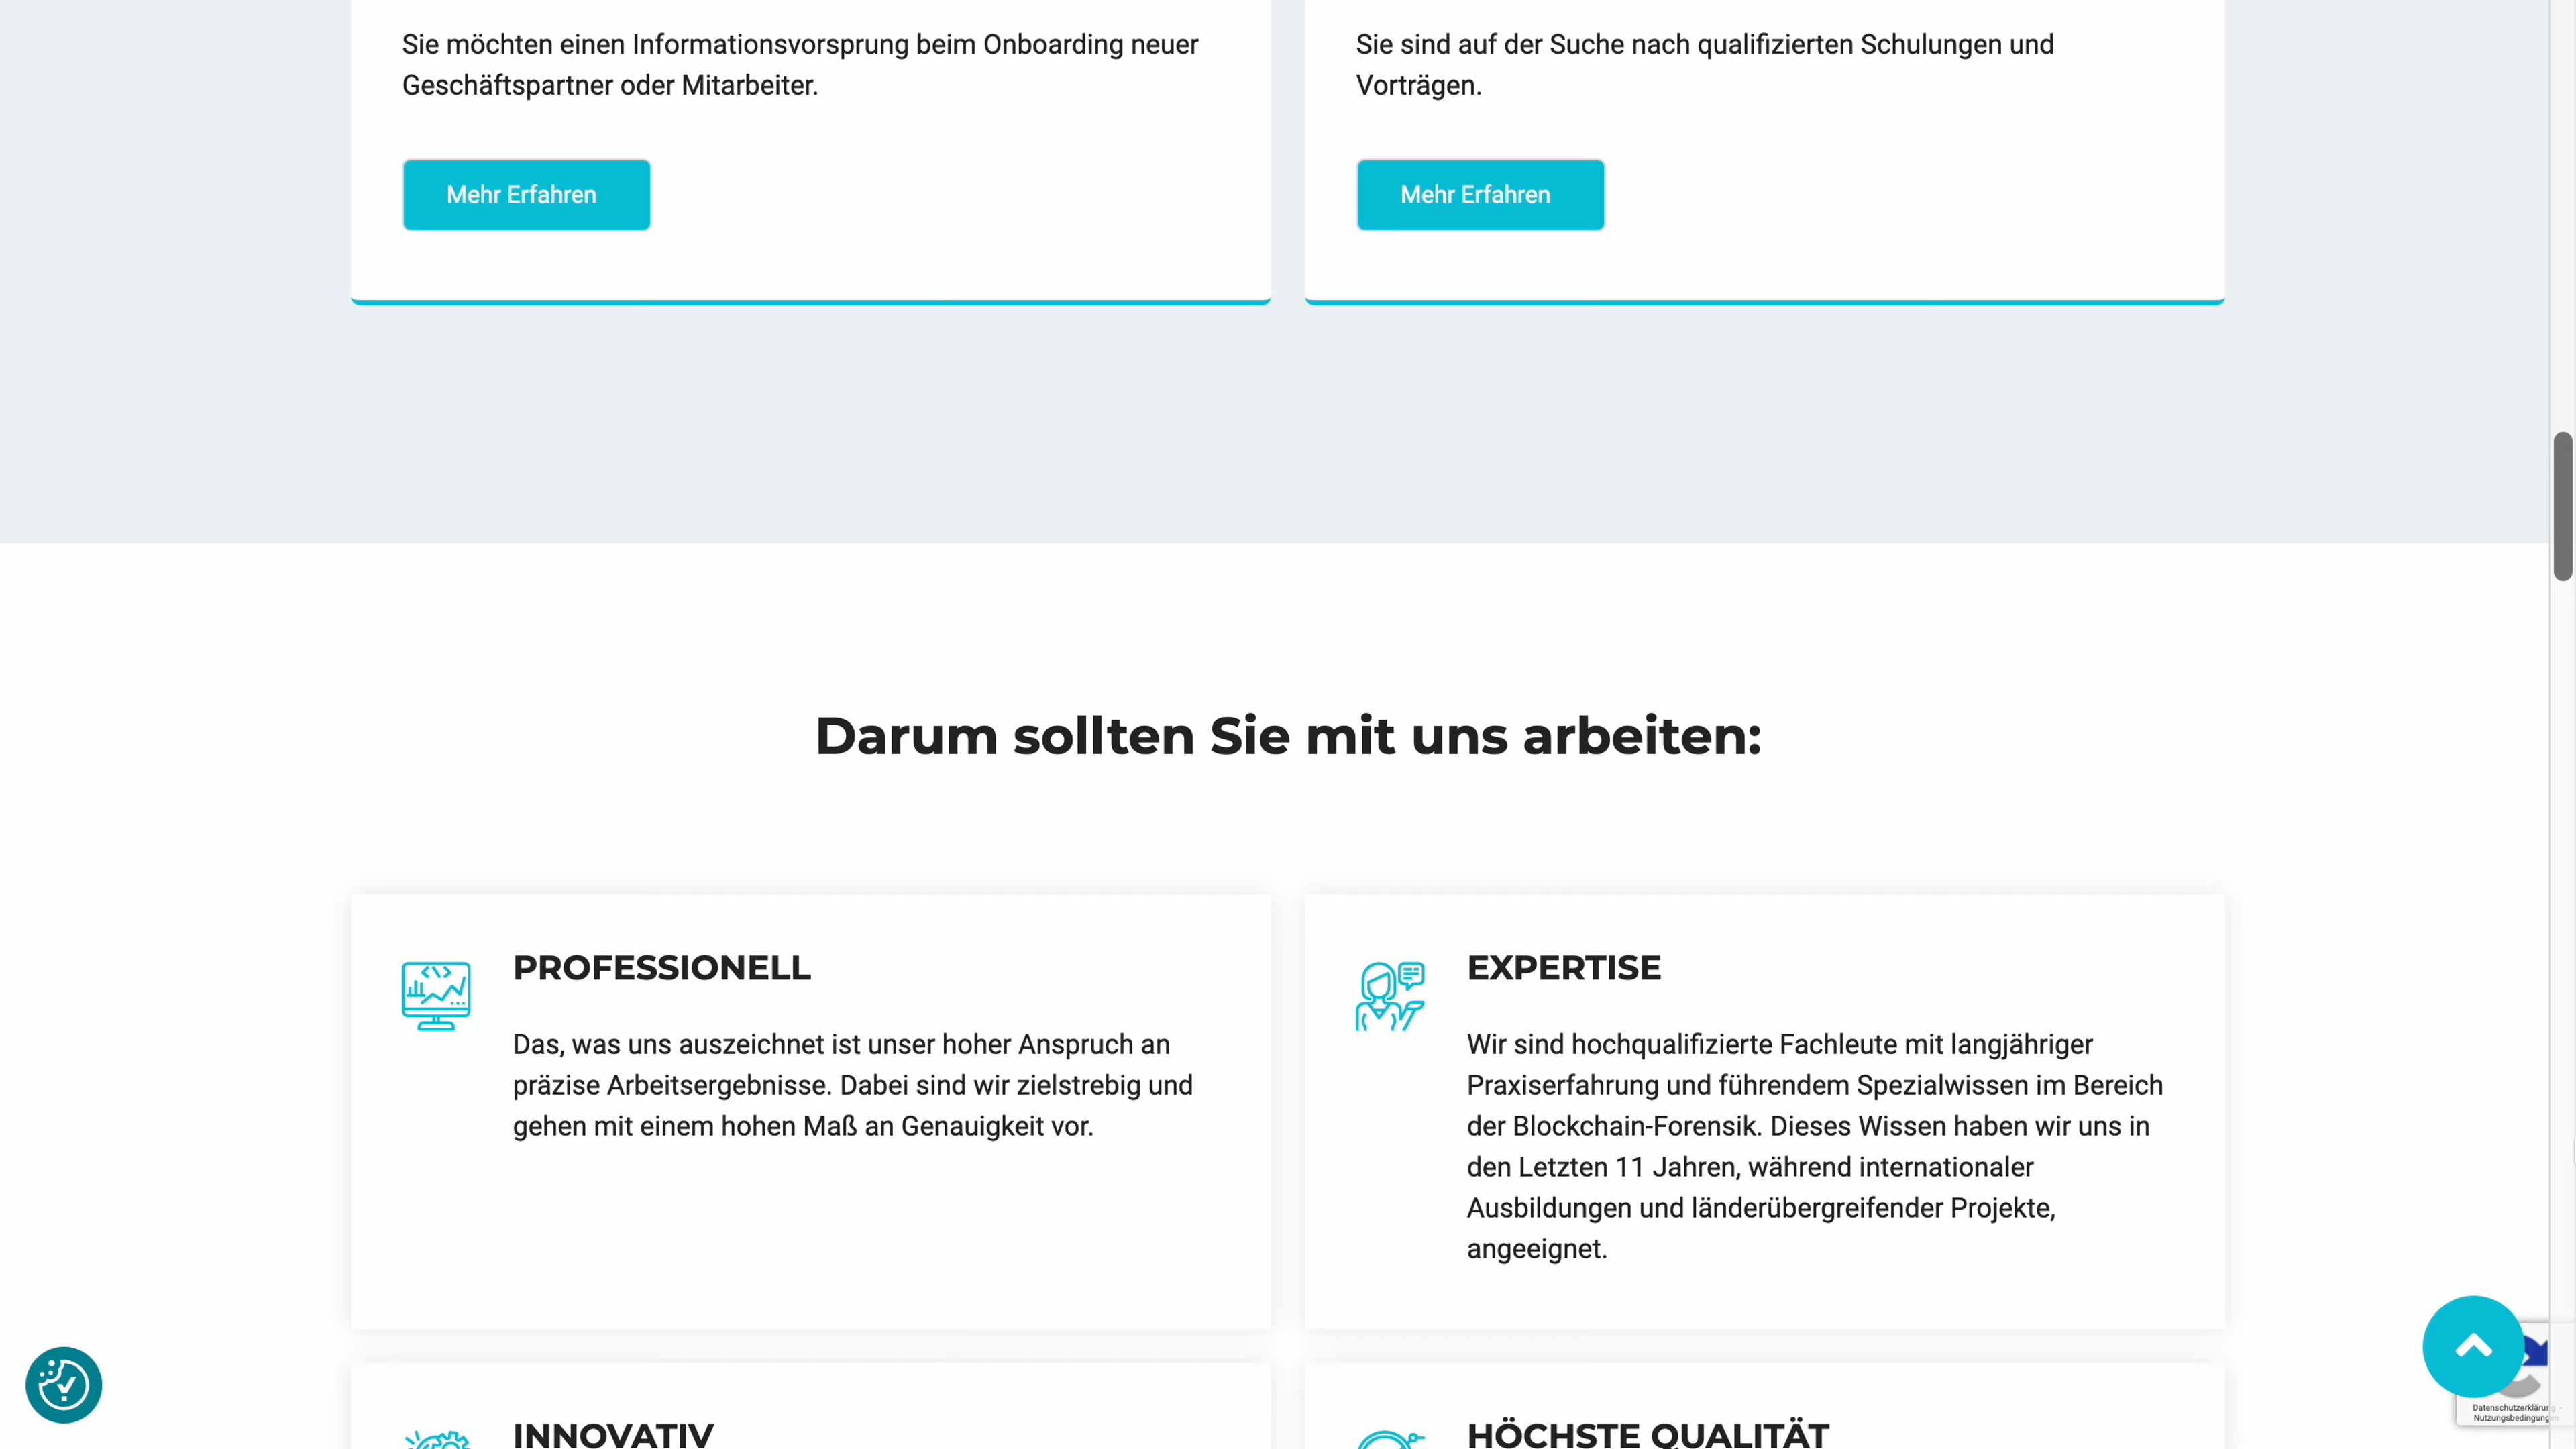 Sie möchten einen Informationsvorsprung beim Onboarding neuer
Geschäftspartner oder Mitarbeiter.
Mehr Erfahren
Sie sind auf der Suche nach qualifizierten Schulungen und
Vorträgen.
Mehr Erfahren
Darum sollten Sie mit uns arbeiten:
PROFESSIONELL
Das, was uns auszeichnet ist unser hoher Anspruch an
präzise Arbeitsergebnisse. Dabei sind wir zielstrebig und
gehen mit einem hohen Maß an Genauigkeit vor.
EXPERTISE
Wir sind hochqualifizierte Fachleute mit langjähriger
Praxiserfahrung und führendem Spezialwissen im Bereich
der Blockchain-Forensik. Dieses Wissen haben wir uns in
den Letzten 11 Jahren, während internationaler
Ausbildungen und länderübergreifender Projekte,
angeeignet.
INNOVATIV
HÖCHSTE QUALITÄT
Datenschutzerklärung -
Nutzungsbedingungen